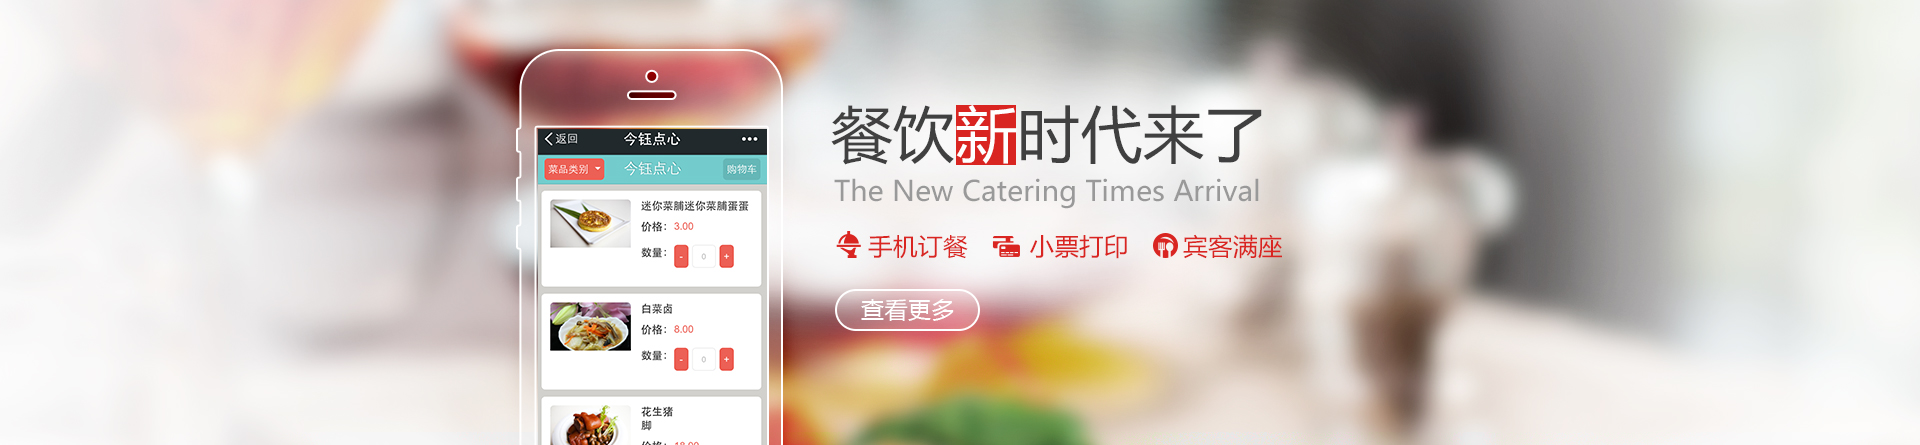 返回 今钰点心
菜品类别 今钰点心 购物车
迷你菜脯迷你菜脯蛋蛋
价格：3.00
数量： - 0 +
白菜卤
价格：8.00
数量： - 0 +
花生猪
脚
餐饮新时代来了
The New Catering Times Arrival
手机订餐 小票打印 宾客满座
查看更多